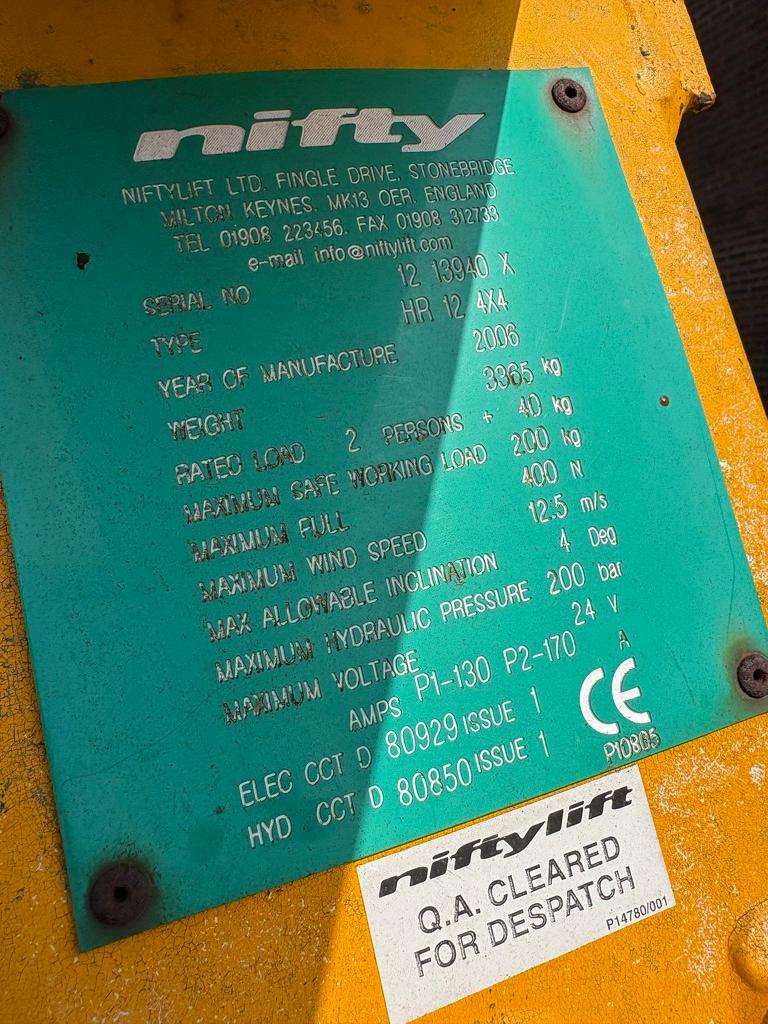 nifty
NIFTYLIFT LTD. FINGLE DRIVE, STONEBRIDGE
MILTON KEYNES. MK13 OER. ENGLAND
TEL 01908 223456. FAX 01908 312733
e-mail info@niftylift.com
SERIAL NO 12 13940 X
TYPE HR 12 4X4
YEAR OF MANUFACTURE 2006
WEIGHT 3365 kg
RATED LOAD 2 PERSONS + 40 kg
MAXIMUM SAFE WORKING LOAD 200 kg
MAXIMUM PULL 400 N
MAXIMUM WIND SPEED 12.5 m/s
MAX ALLOWABLE INCLINATION 4 Deg
MAXIMUM HYDRAULIC PRESSURE 200 bar
MAXIMUM VOLTAGE 24 V
AMPS P1-130 P2-170 A
ELEC CCT D 80929 ISSUE 1
HYD CCT D 80850 ISSUE 1
CE
P10805
niftylift
Q.A. CLEARED
FOR DESPATCH
P14780/001